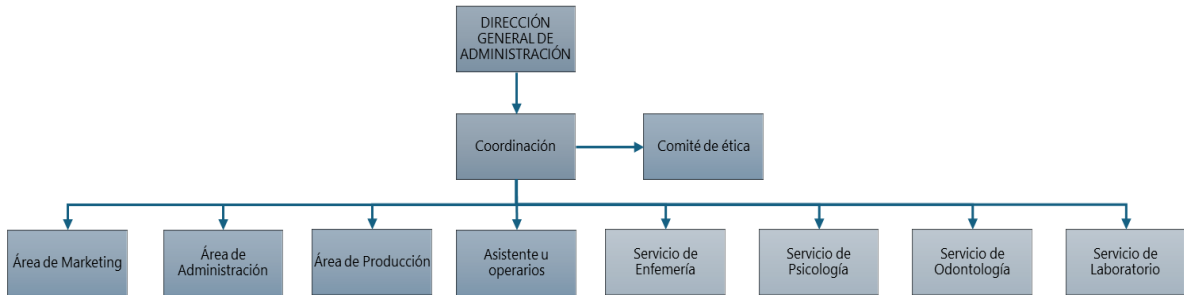 DIRECCIÓN
GENERAL DE
ADMINISTRACIÓN
Coordinación
Comité de ética
Área de Marketing
Área de
Administración
Área de Producción
Asistente u
operarios
Servicio de
Enfemería
Servicio de
Psicología
Servicio de
Odontología
Servicio de
Laboratorio